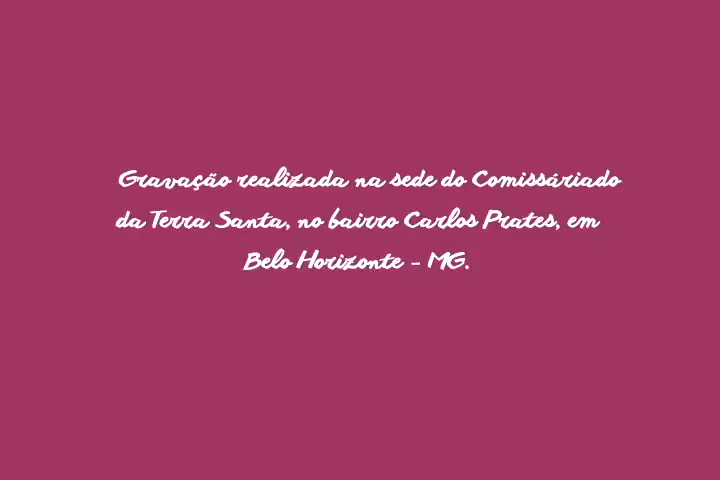 Gravação realizada na sede do Comissáriado
da Terra Santa, no bairro Carlos Prates, em
Belo Horizonte - MG.